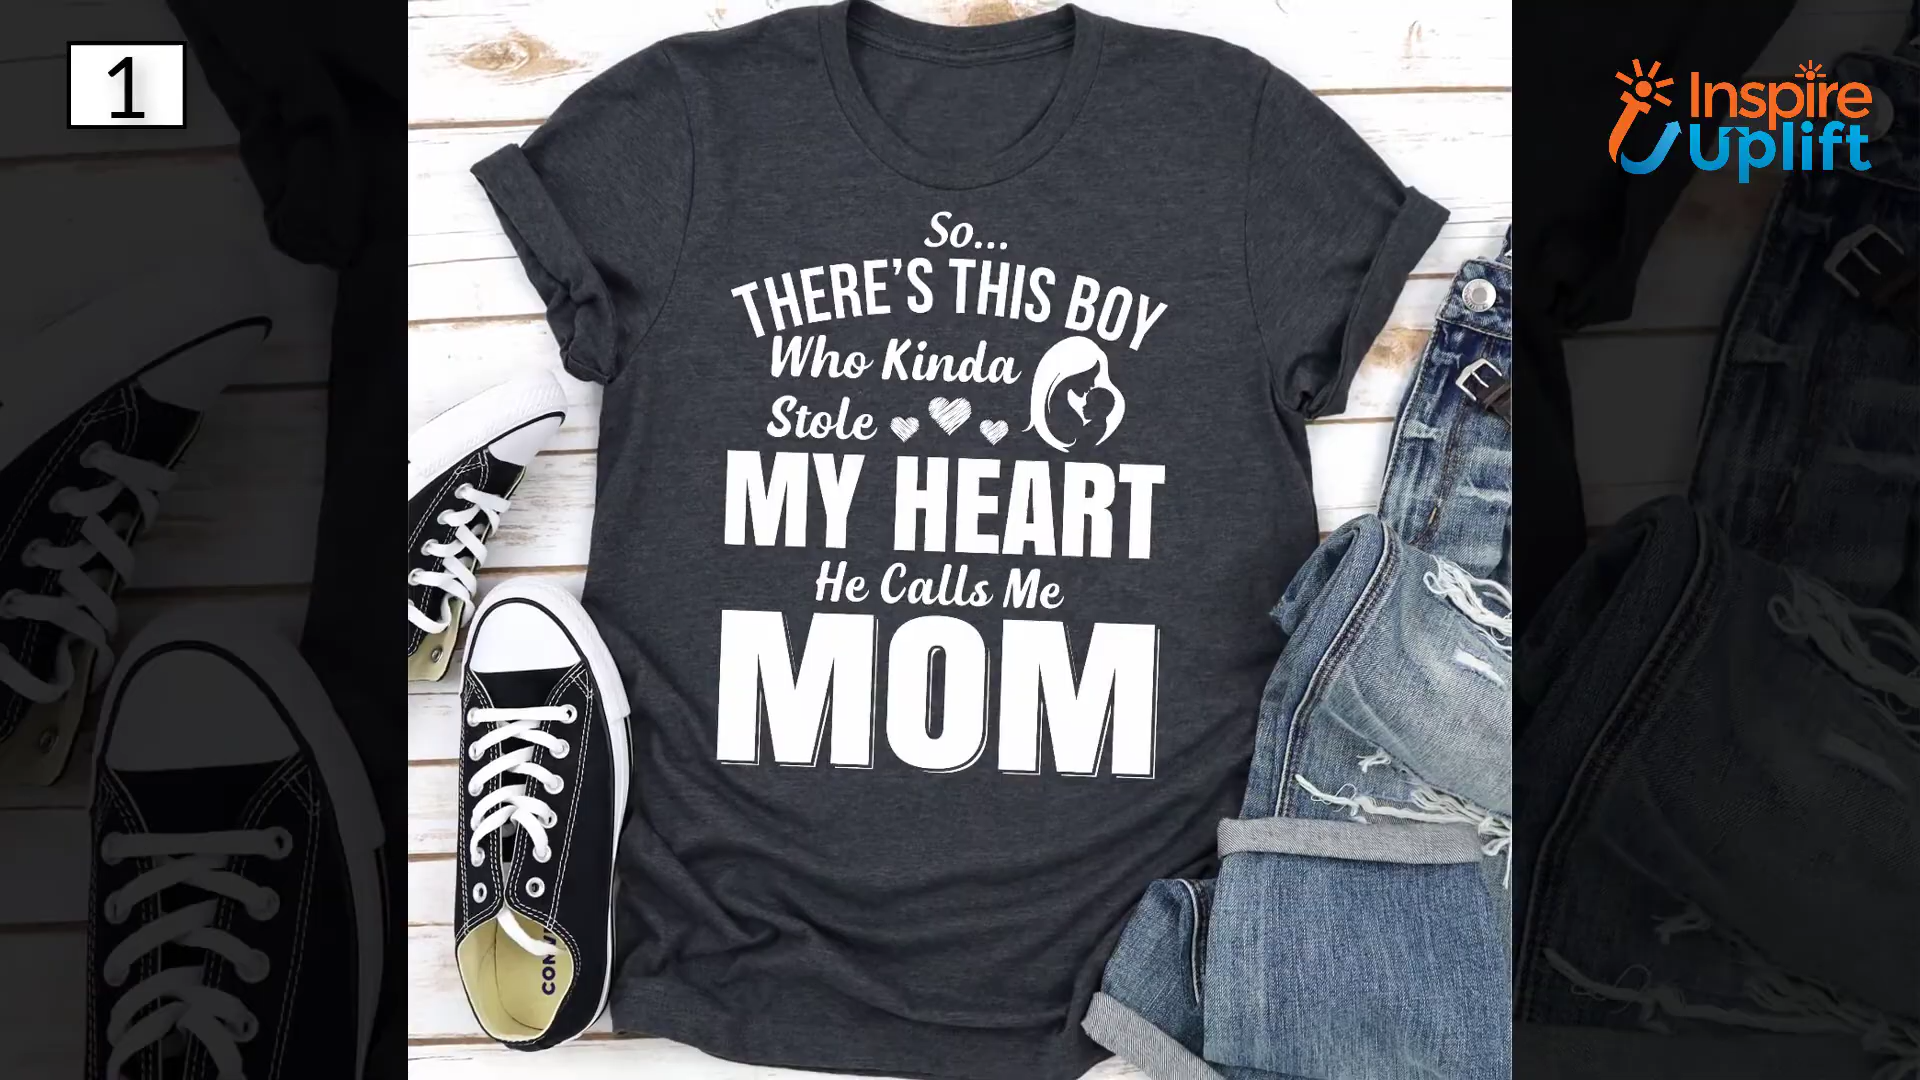 1
Inspire
Uplift
So...
THERE'S THIS BOY
Who Kinda
Stole
MY HEART
He Calls Me
MOM
CON